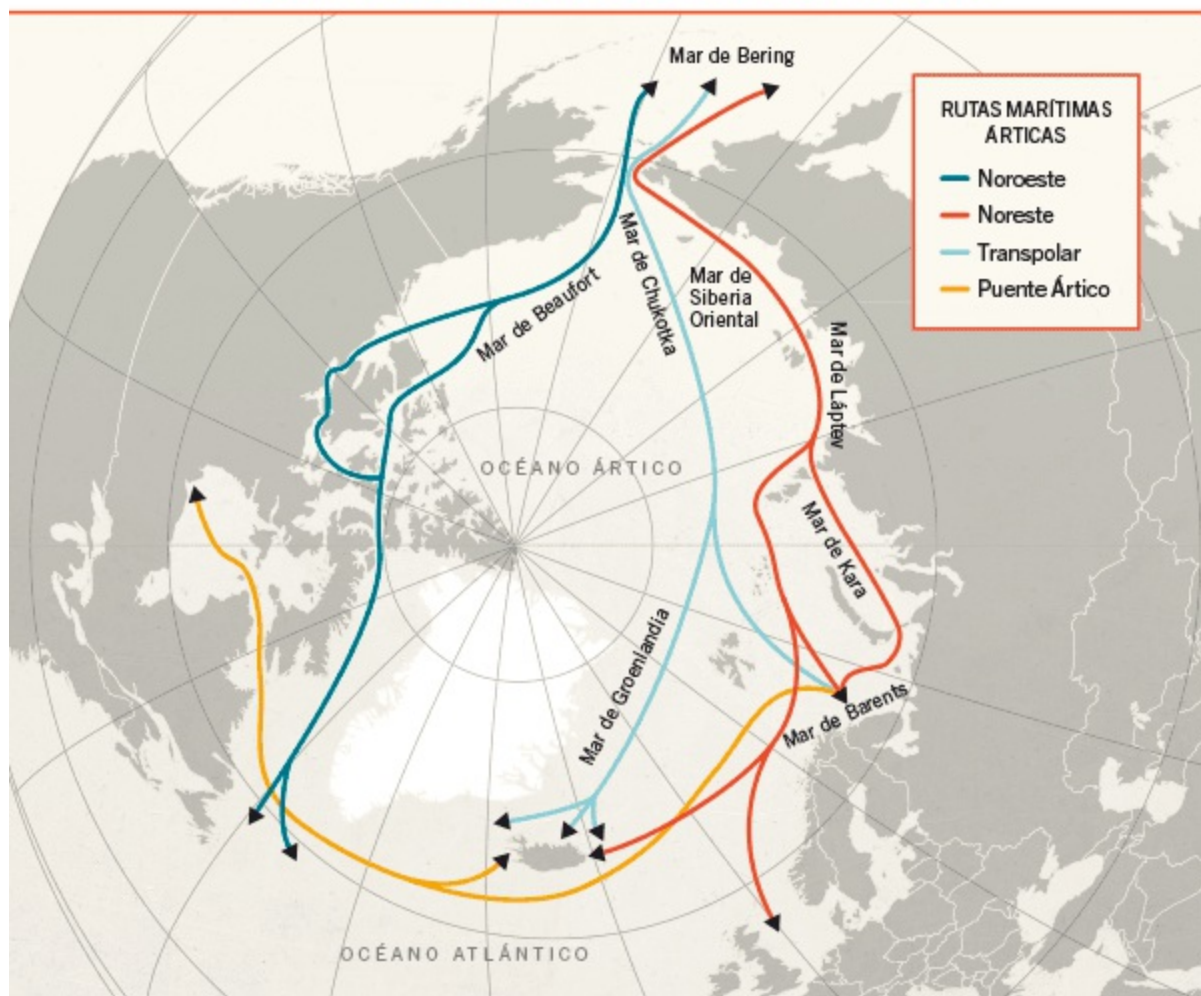 Mar de Bering
RUTAS MARÍTIMAS
ÁRTICAS
Noroeste
Noreste
Transpolar
Puente Ártico
Mar de Beaufort
Mar de Chukotka
Mar de
Siberia
Oriental
Mar de Láptev
OCÉANO ÁRTICO
Mar de Kara
Mar de Groenlandia
Mar de Barents
OCÉANO ATLÁNTICO